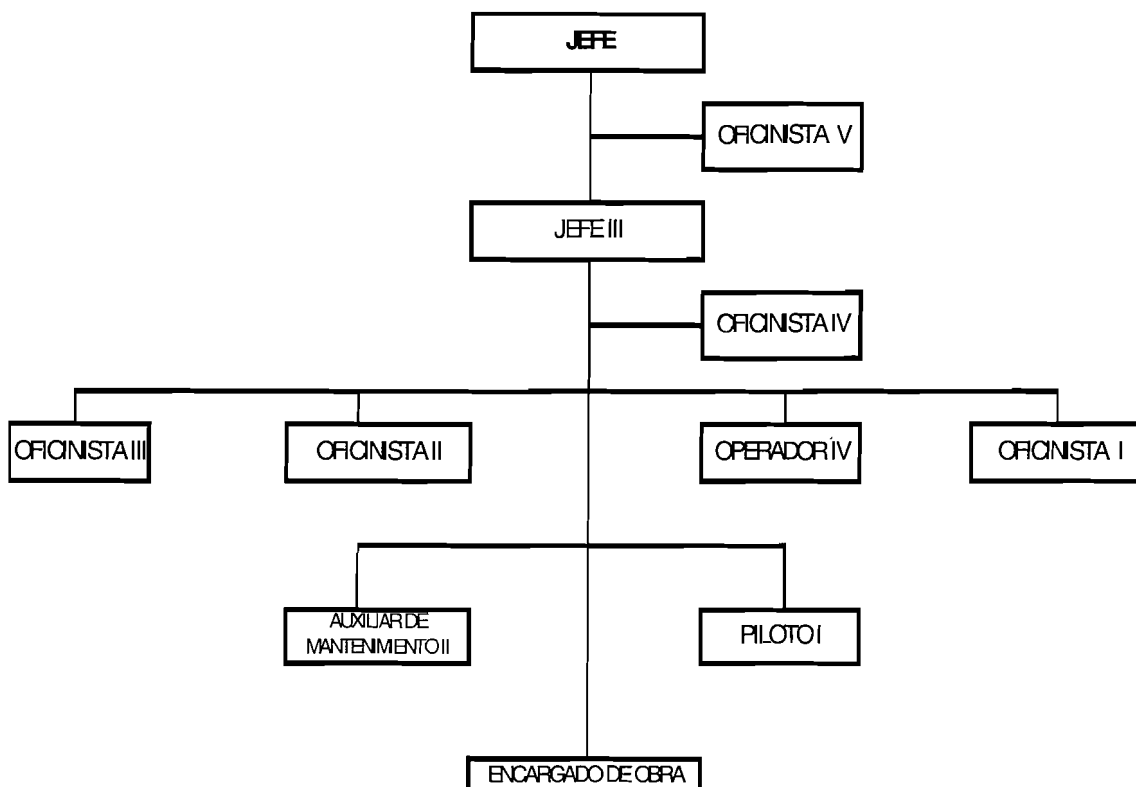 JEFE
OFICINISTA V
JEFE III
OFICINISTA IV
OFICINISTA III
OFICINISTA II
OPERADOR IV
OFICINISTA I
AUXILIAR DE
MANTENIMIENTO II
PILOTO I
ENCARGADO DE OBRA